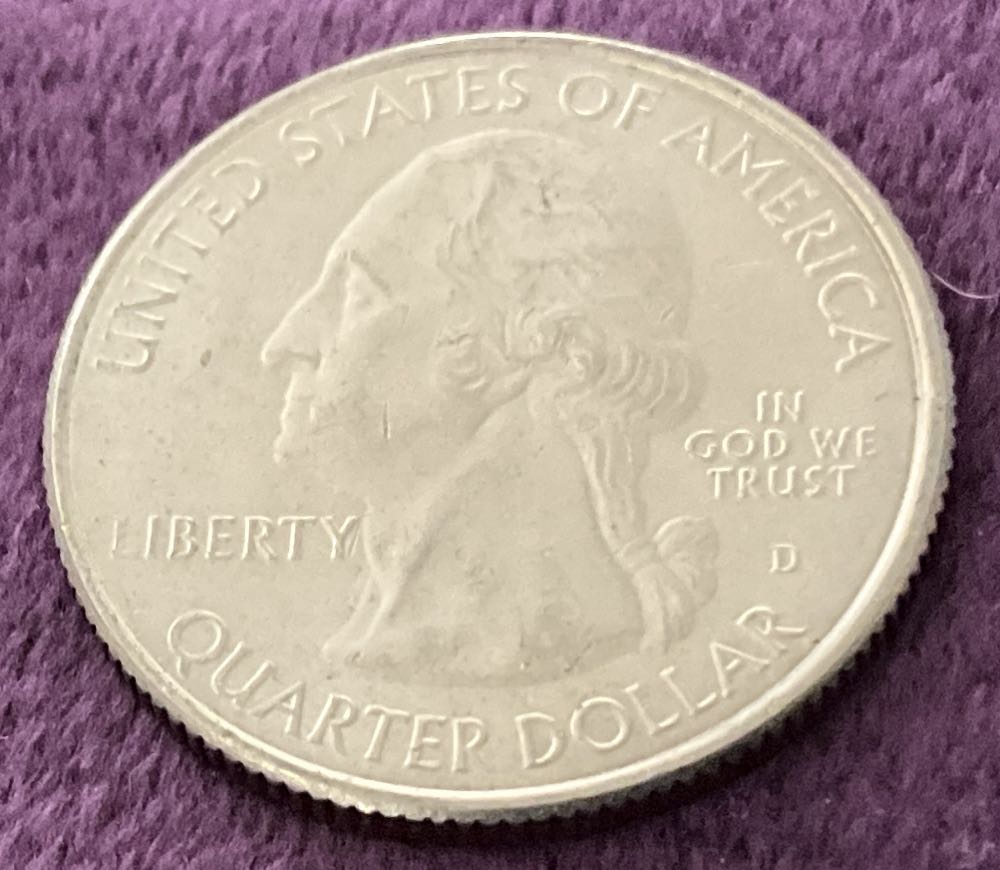 UNITED STATES OF AMERICA
IN
GOD WE
TRUST
LIBERTY
D
QUARTER DOLLAR